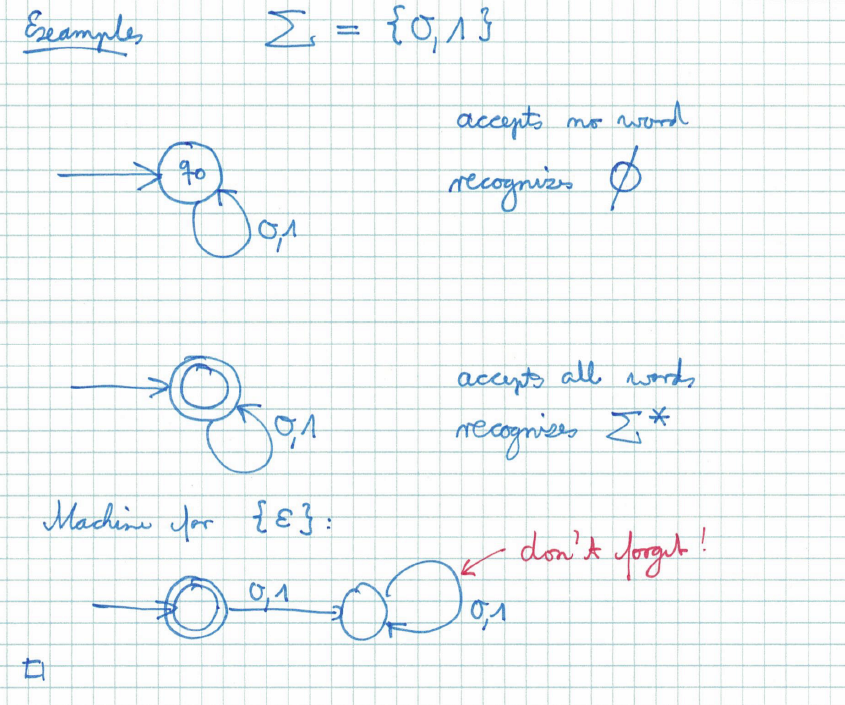 Examples Σ = {0,1}
accepts no word
q0
recognizes ∅
0,1
accepts all words
0,1
recognises Σ*
Machine for {ε}:
don't forget!
0,1
0,1